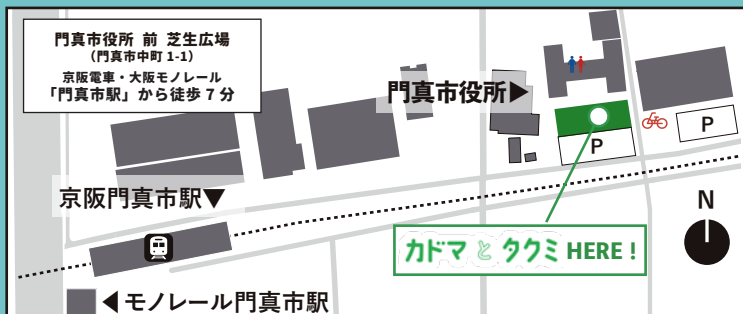 門真市役所 前 芝生広場
（門真市中町 1-1）
京阪電車・大阪モノレール
「門真市駅」から徒歩 7 分
門真市役所▶
P
P
京阪門真市駅▼
N
カドマ と タクミ HERE !
◀モノレール門真市駅